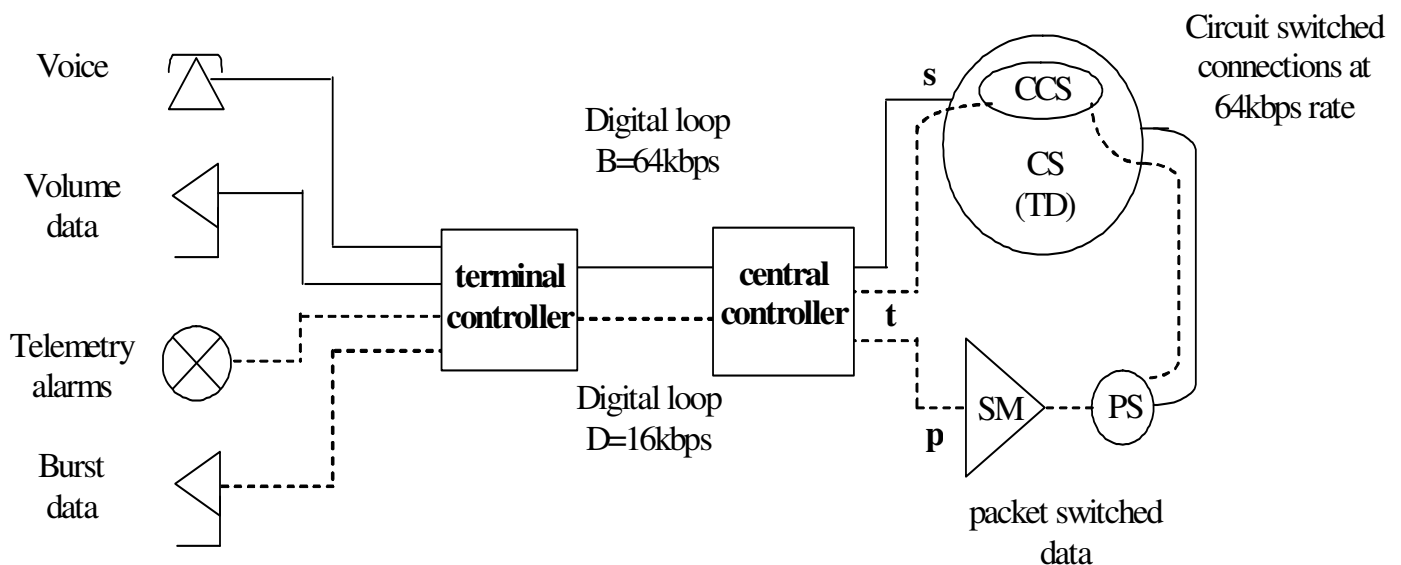 Voice
Volume
data
Telemetry
alarms
Burst
data
terminal
controller
Digital loop
B=64kbps
Digital loop
D=16kbps
central
controller
s
t
p
CCS
CS
(TD)
SM
PS
Circuit switched
connections at
64kbps rate
packet switched
data